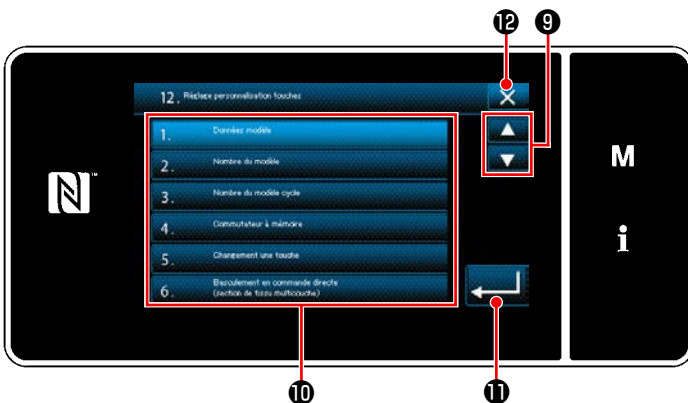 ⓬ ❾
12. Réglage personnalisation touches
1. Données modèle
2. Nombre du modèle
3. Nombre du modèle cycle
4. Commutateur à mémoire
5. Changement une touche
6. Basculement en commande directe
(section de tissu multicouche)
M
i
N
❿ ⓫